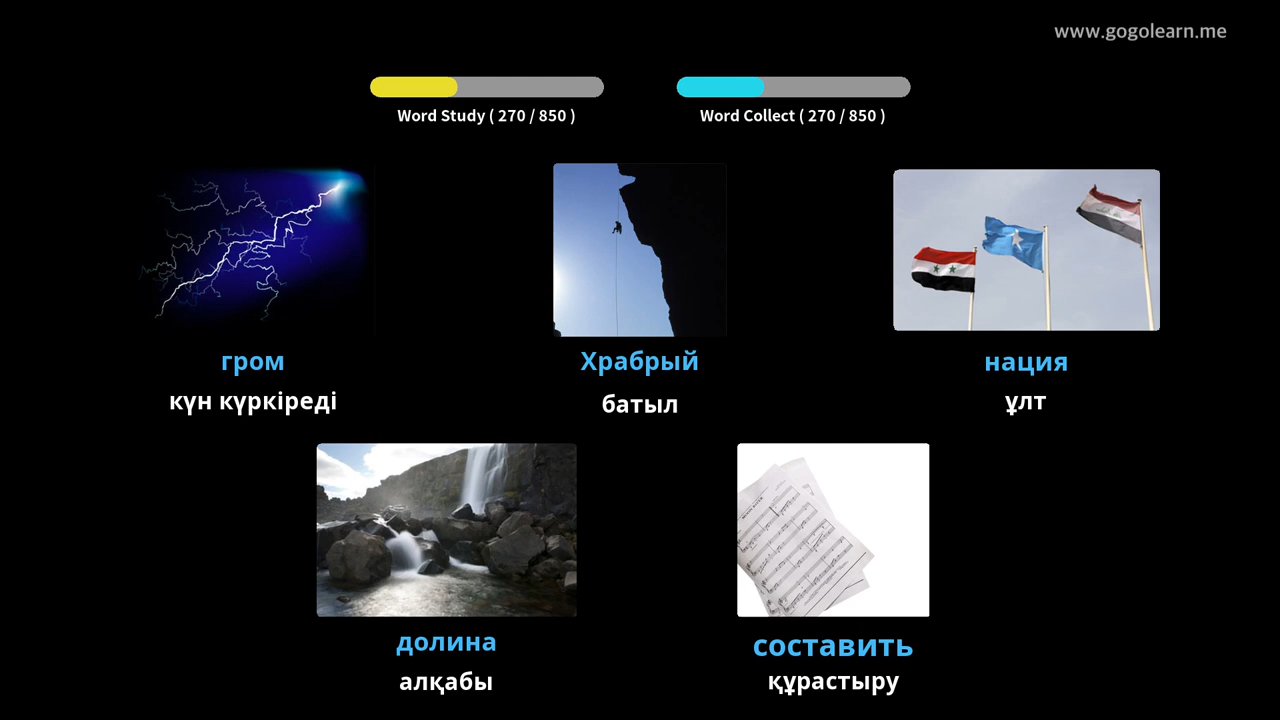 www.gogolearn.me
Word Study ( 270 / 850 )
Word Collect ( 270 / 850 )
гром
Храбрый
нация
күн күркіреді
батыл
ұлт
долина
составить
алқабы
құрастыру